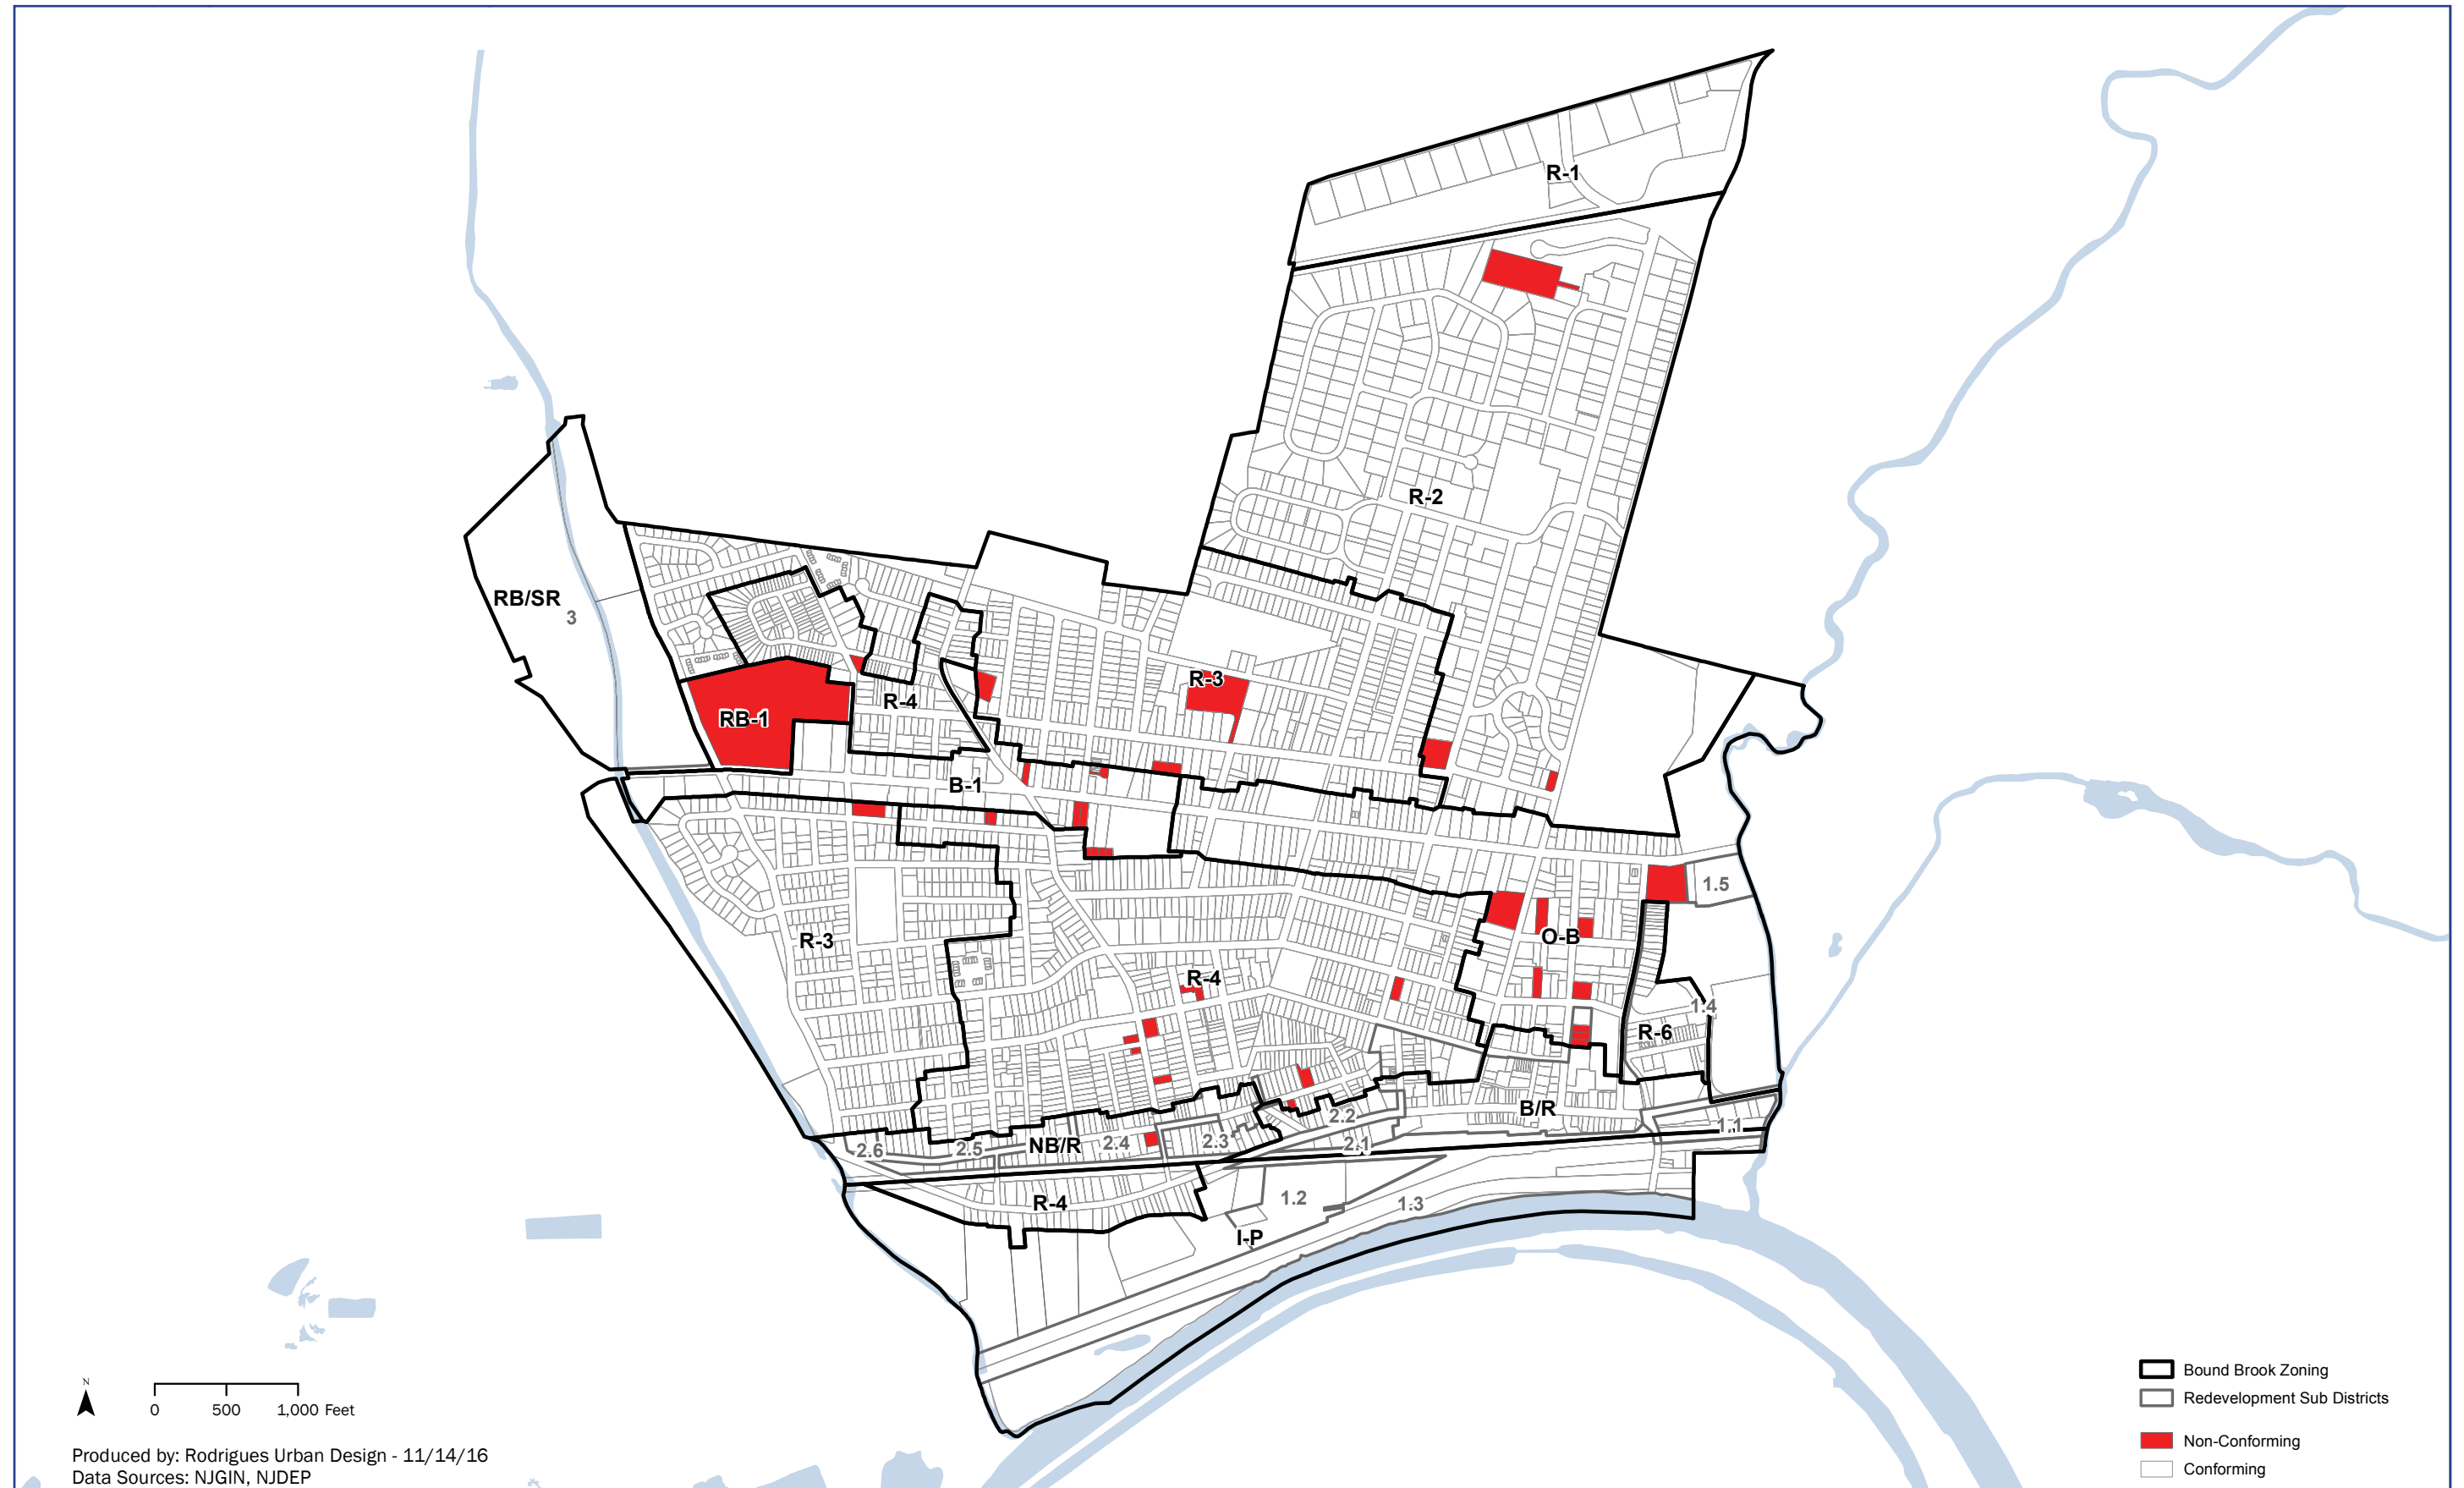 R-1
R-2
RB/SR
3
R-3
R-4
RB-1
B-1
1.5
O-B
R-3
R-4
1.4
R-6
B/R
2.2
1.1
2.6
2.5
NB/R
2.4
2.3
2.1
R-4
1.2
1.3
I-P
N
0 500 1,000 Feet
Produced by: Rodrigues Urban Design - 11/14/16
Data Sources: NJGIN, NJDEP
Bound Brook Zoning
Redevelopment Sub Districts
Non-Conforming
Conforming